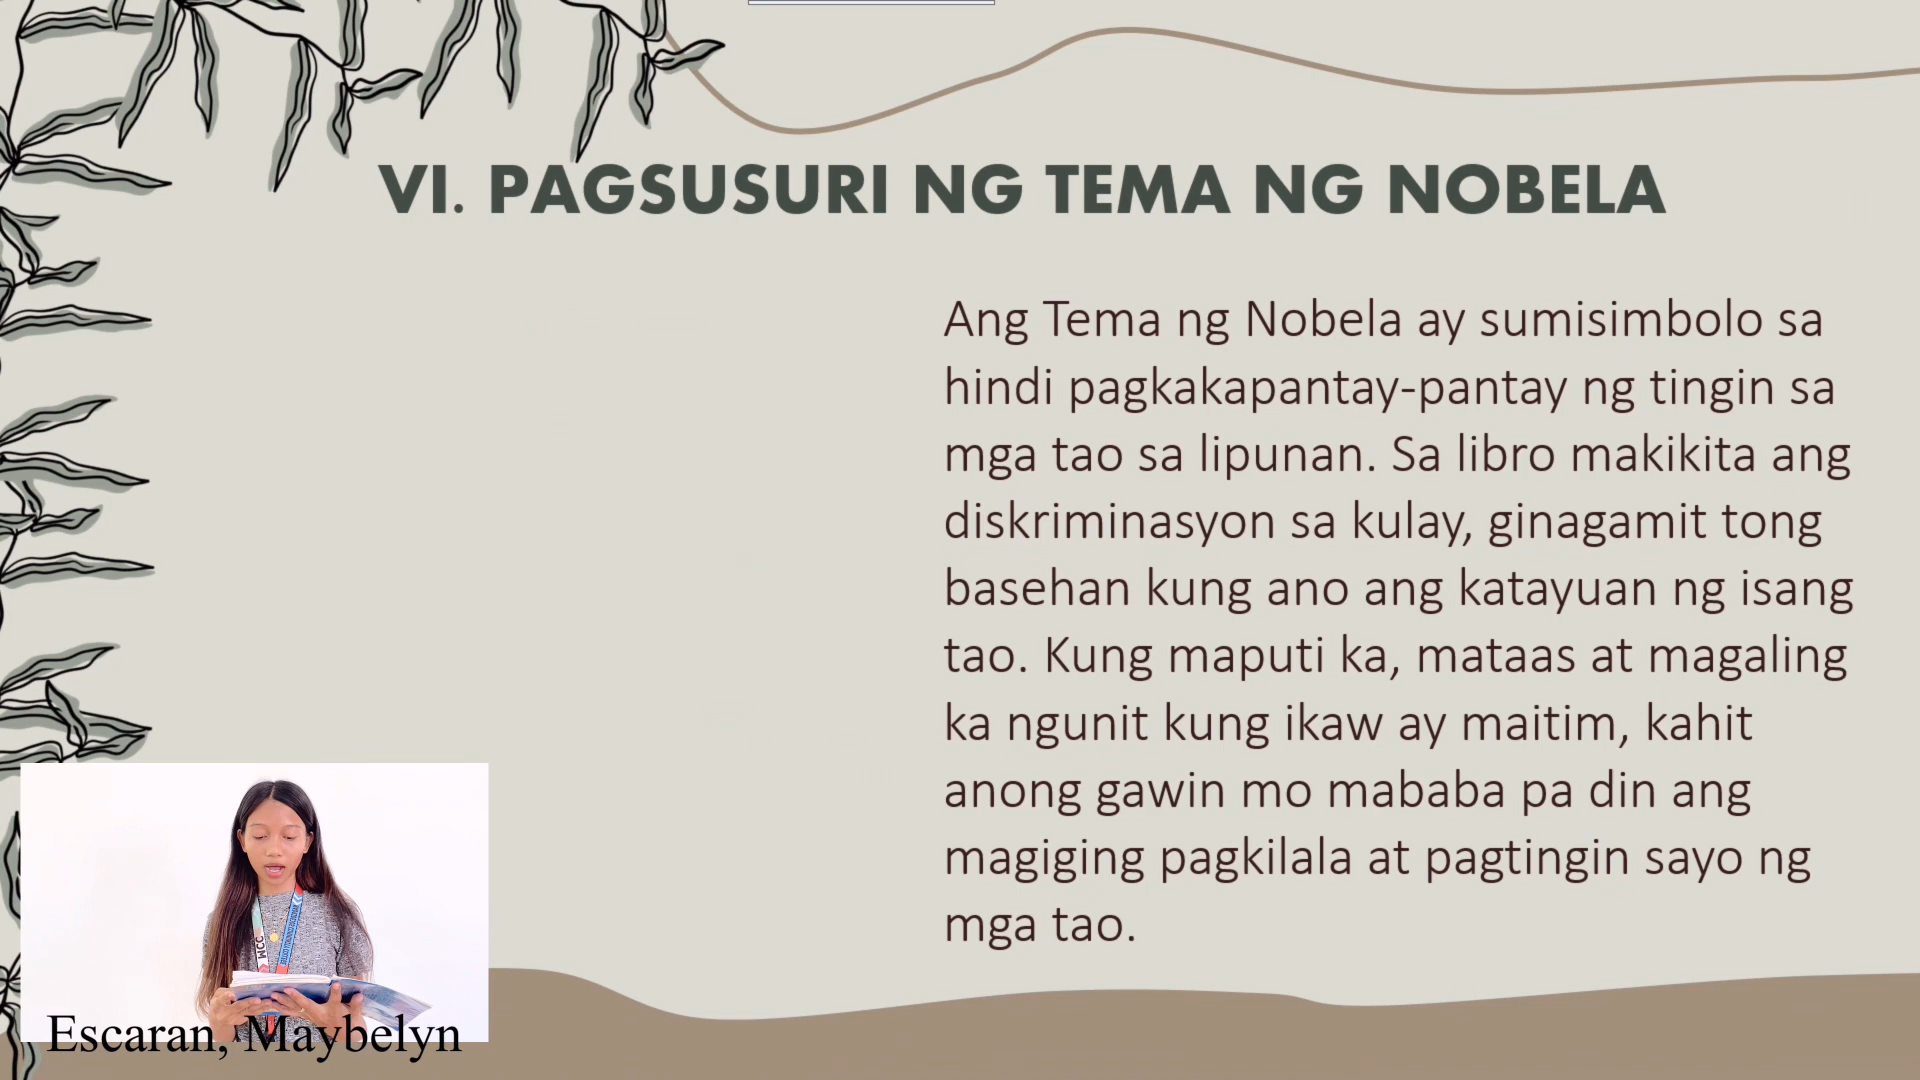 VI. PAGSUSURI NG TEMA NG NOBELA
Ang Tema ng Nobela ay sumisimbolo sa
hindi pagkakapantay-pantay ng tingin sa
mga tao sa lipunan. Sa libro makikita ang
diskriminasyon sa kulay, ginagamit tong
basehan kung ano ang katayuan ng isang
tao. Kung maputi ka, mataas at magaling
ka ngunit kung ikaw ay maitim, kahit
anong gawin mo mababa pa din ang
magiging pagkilala at pagtingin sayo ng
mga tao.
WCC
Escaran, Maybelyn